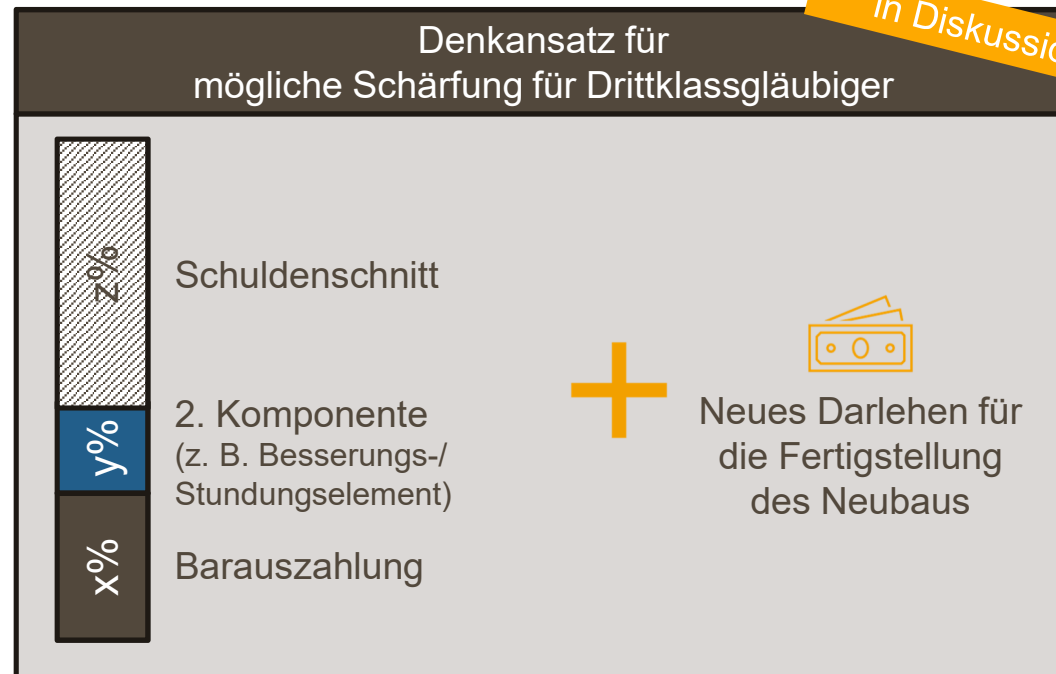 in Diskussio
Denkansatz für
mögliche Schärfung für Drittklassgläubiger
z%
Schuldenschnitt
y%
2. Komponente
(z. B. Besserungs-/
Stundungselement)
x%
Barauszahlung
Neues Darlehen für
die Fertigstellung
des Neubaus